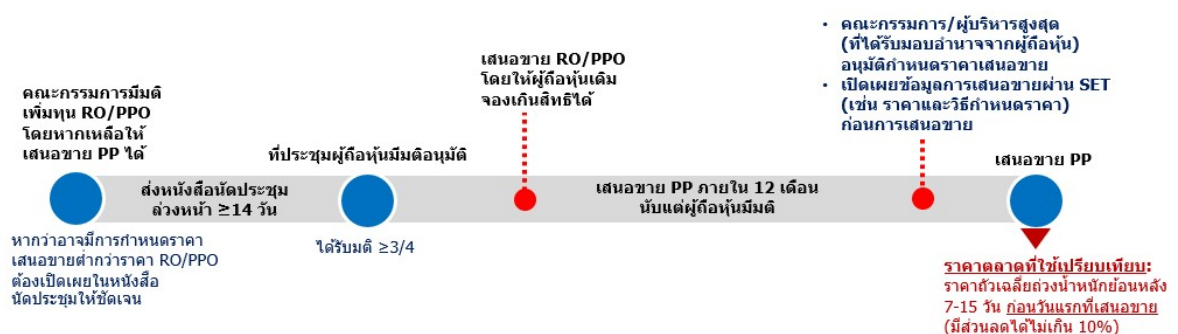 คณะกรรมการมีมติ
เพิ่มทุน RO/PPO
โดยหากเหลือให้
เสนอขาย PP ได้
ส่งหนังสือนัดประชุม
ล่วงหน้า ≥14 วัน
หากว่าอาจมีการกำหนดราคา
เสนอขายต่ำกว่าราคา RO/PPO
ต้องเปิดเผยในหนังสือ
นัดประชุมให้ชัดเจน
ที่ประชุมผู้ถือหุ้นมีมติอนุมัติ
ได้รับมติ ≥3/4
เสนอขาย RO/PPO
โดยให้ผู้ถือหุ้นเดิม
จองเกินสิทธิได้
เสนอขาย PP ภายใน 12 เดือน
นับแต่ผู้ถือหุ้นมีมติ
• คณะกรรมการ/ผู้บริหารสูงสุด
(ที่ได้รับมอบอำนาจจากผู้ถือหุ้น)
อนุมัติกำหนดราคาเสนอขาย
• เปิดเผยข้อมูลการเสนอขายผ่าน SET
(เช่น ราคาและวิธีกำหนดราคา)
ก่อนการเสนอขาย
เสนอขาย PP
ราคาตลาดที่ใช้เปรียบเทียบ:
ราคาถัวเฉลี่ยถ่วงน้ำหนักย้อนหลัง
7-15 วัน ก่อนวันแรกที่เสนอขาย
(มีส่วนลดได้ไม่เกิน 10%)